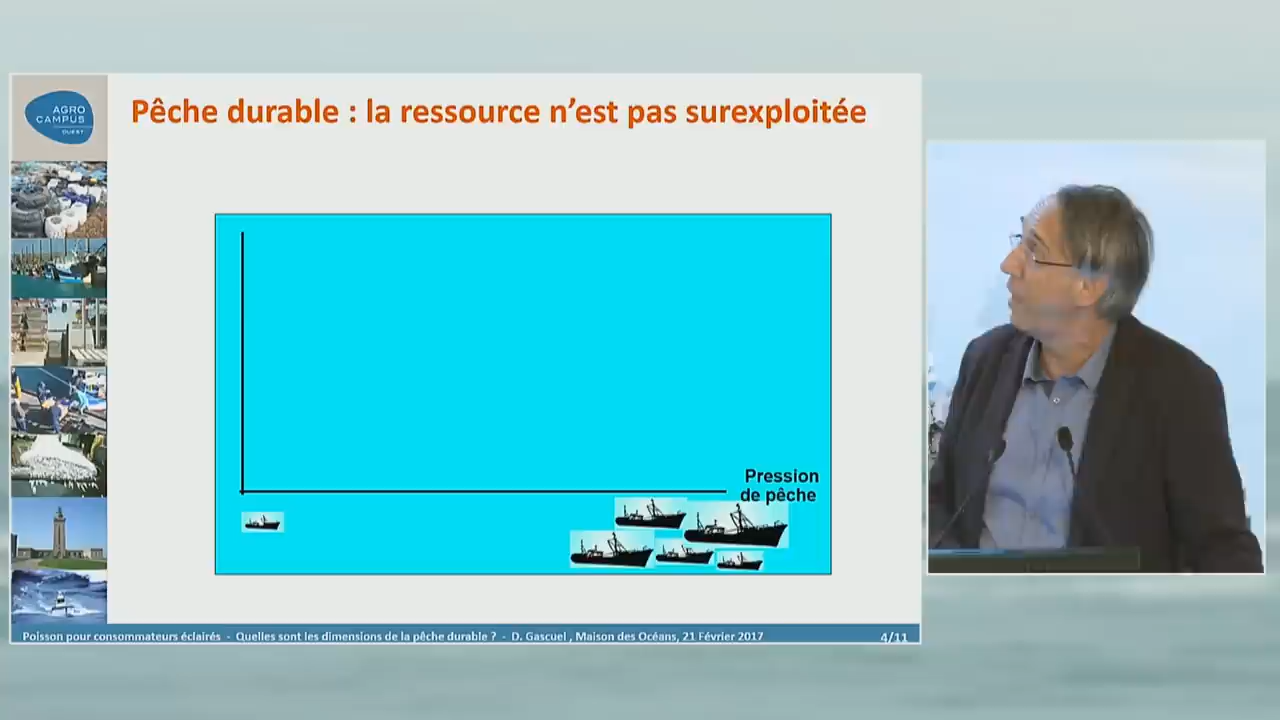 AGRO
CAMPUS
OUEST
Pêche durable : la ressource n'est pas surexploitée
Pression
de pêche
Poisson pour consommateurs éclairés - Quelles sont les dimensions de la pêche durable ? - D. Gascuel , Maison des Océans, 21 Février 2017
4/11